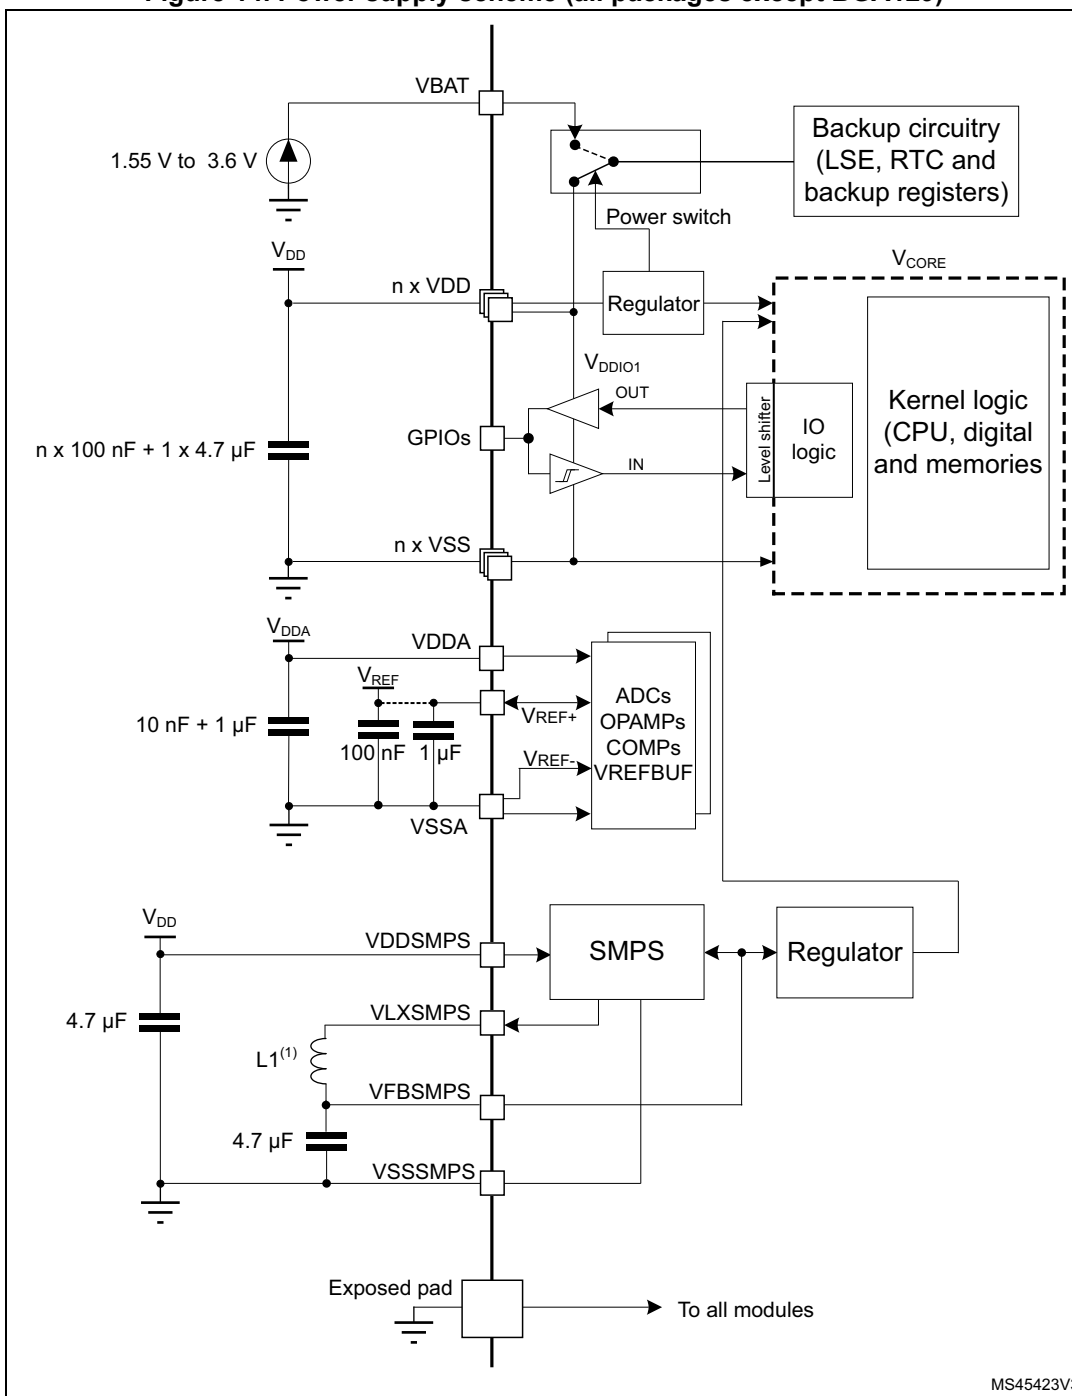 VBAT
1.55 V to 3.6 V
Backup circuitry
(LSE, RTC and
backup registers)
Power switch
VDD
n x VDD
Regulator
VCORE
VDDIO1
OUT
GPIOs
n x 100 nF + 1 x 4.7 µF
IN
Level shifter
IO
logic
Kernel logic
(CPU, digital
and memories
n x VSS
VDDA
VDDA
VREF
10 nF + 1 µF
100 nF
1 µF
VREF+
VREF-
ADCs
OPAMPs
COMPs
VREFBUF
VSSA
VDD
VDDSMPS
SMPS
Regulator
4.7 µF
VLXSMPS
L1(1)
VFBSMPS
4.7 µF
VSSSMPS
Exposed pad
To all modules